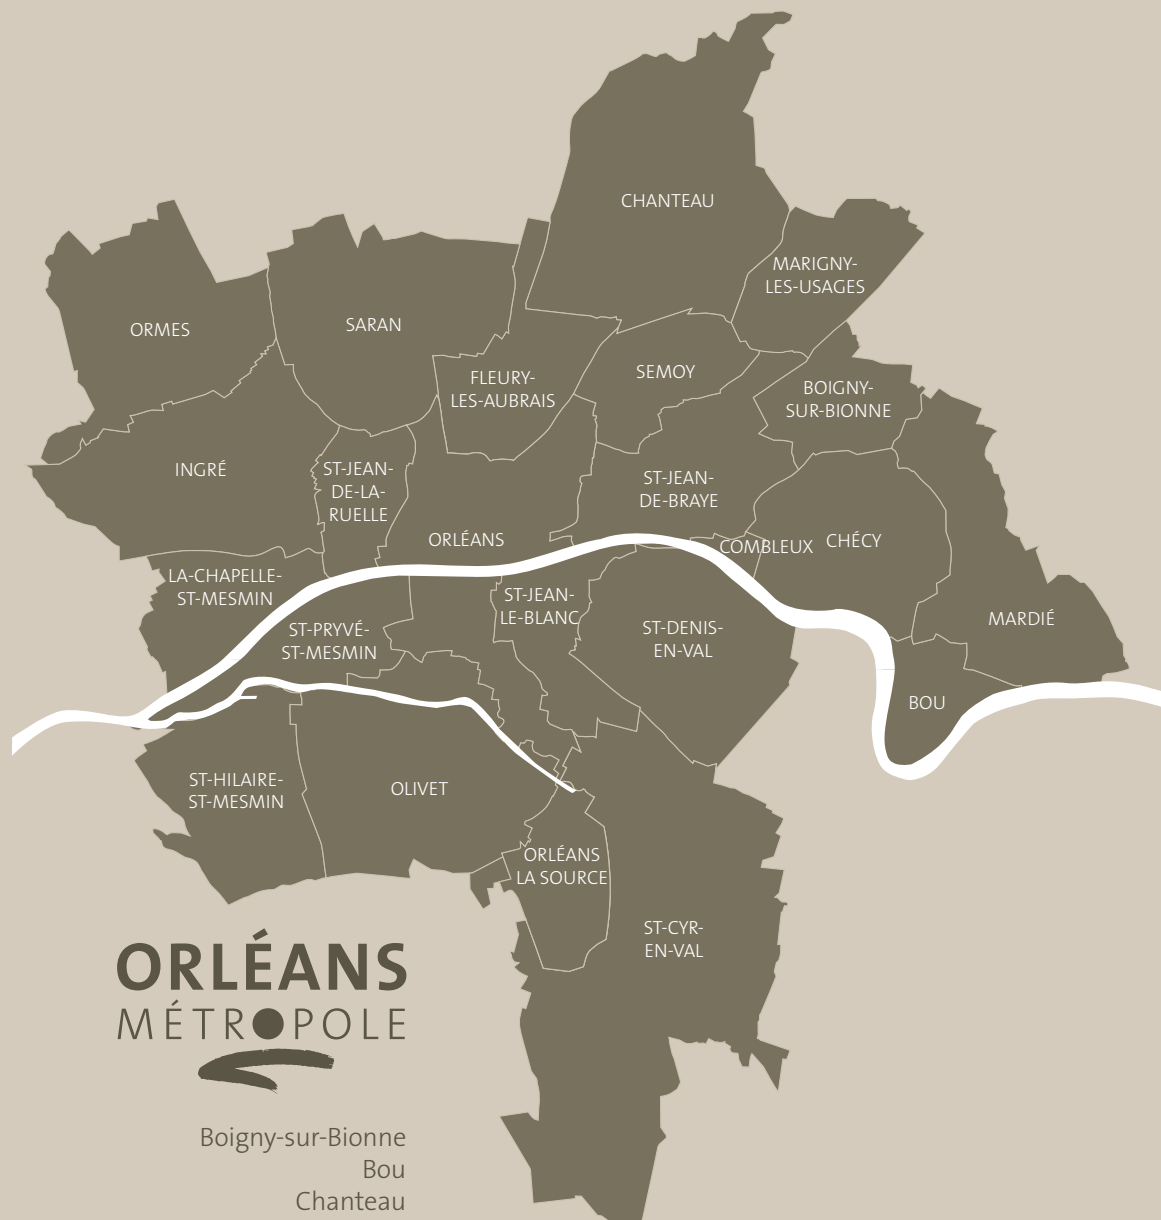 CHANTEAU
MARIGNY-
LES-USAGES
ORMES
SARAN
FLEURY-
LES-AUBRAIS
SEMOY
BOIGNY-
SUR-BIONNE
INGRÉ
ST-JEAN-
DE-LA-
RUELLE
ST-JEAN-
DE-BRAYE
ORLÉANS
COMBLEUX
CHÉCY
LA-CHAPELLE-
ST-MESMIN
ST-JEAN-
LE-BLANC
ST-PRYVÉ-
ST-MESMIN
ST-DENIS-
EN-VAL
MARDIÉ
BOU
ST-HILAIRE-
ST-MESMIN
OLIVET
ORLÉANS
LA SOURCE
ST-CYR-
EN-VAL
ORLÉANS
MÉTROPOLE
Boigny-sur-Bionne
Bou
Chanteau